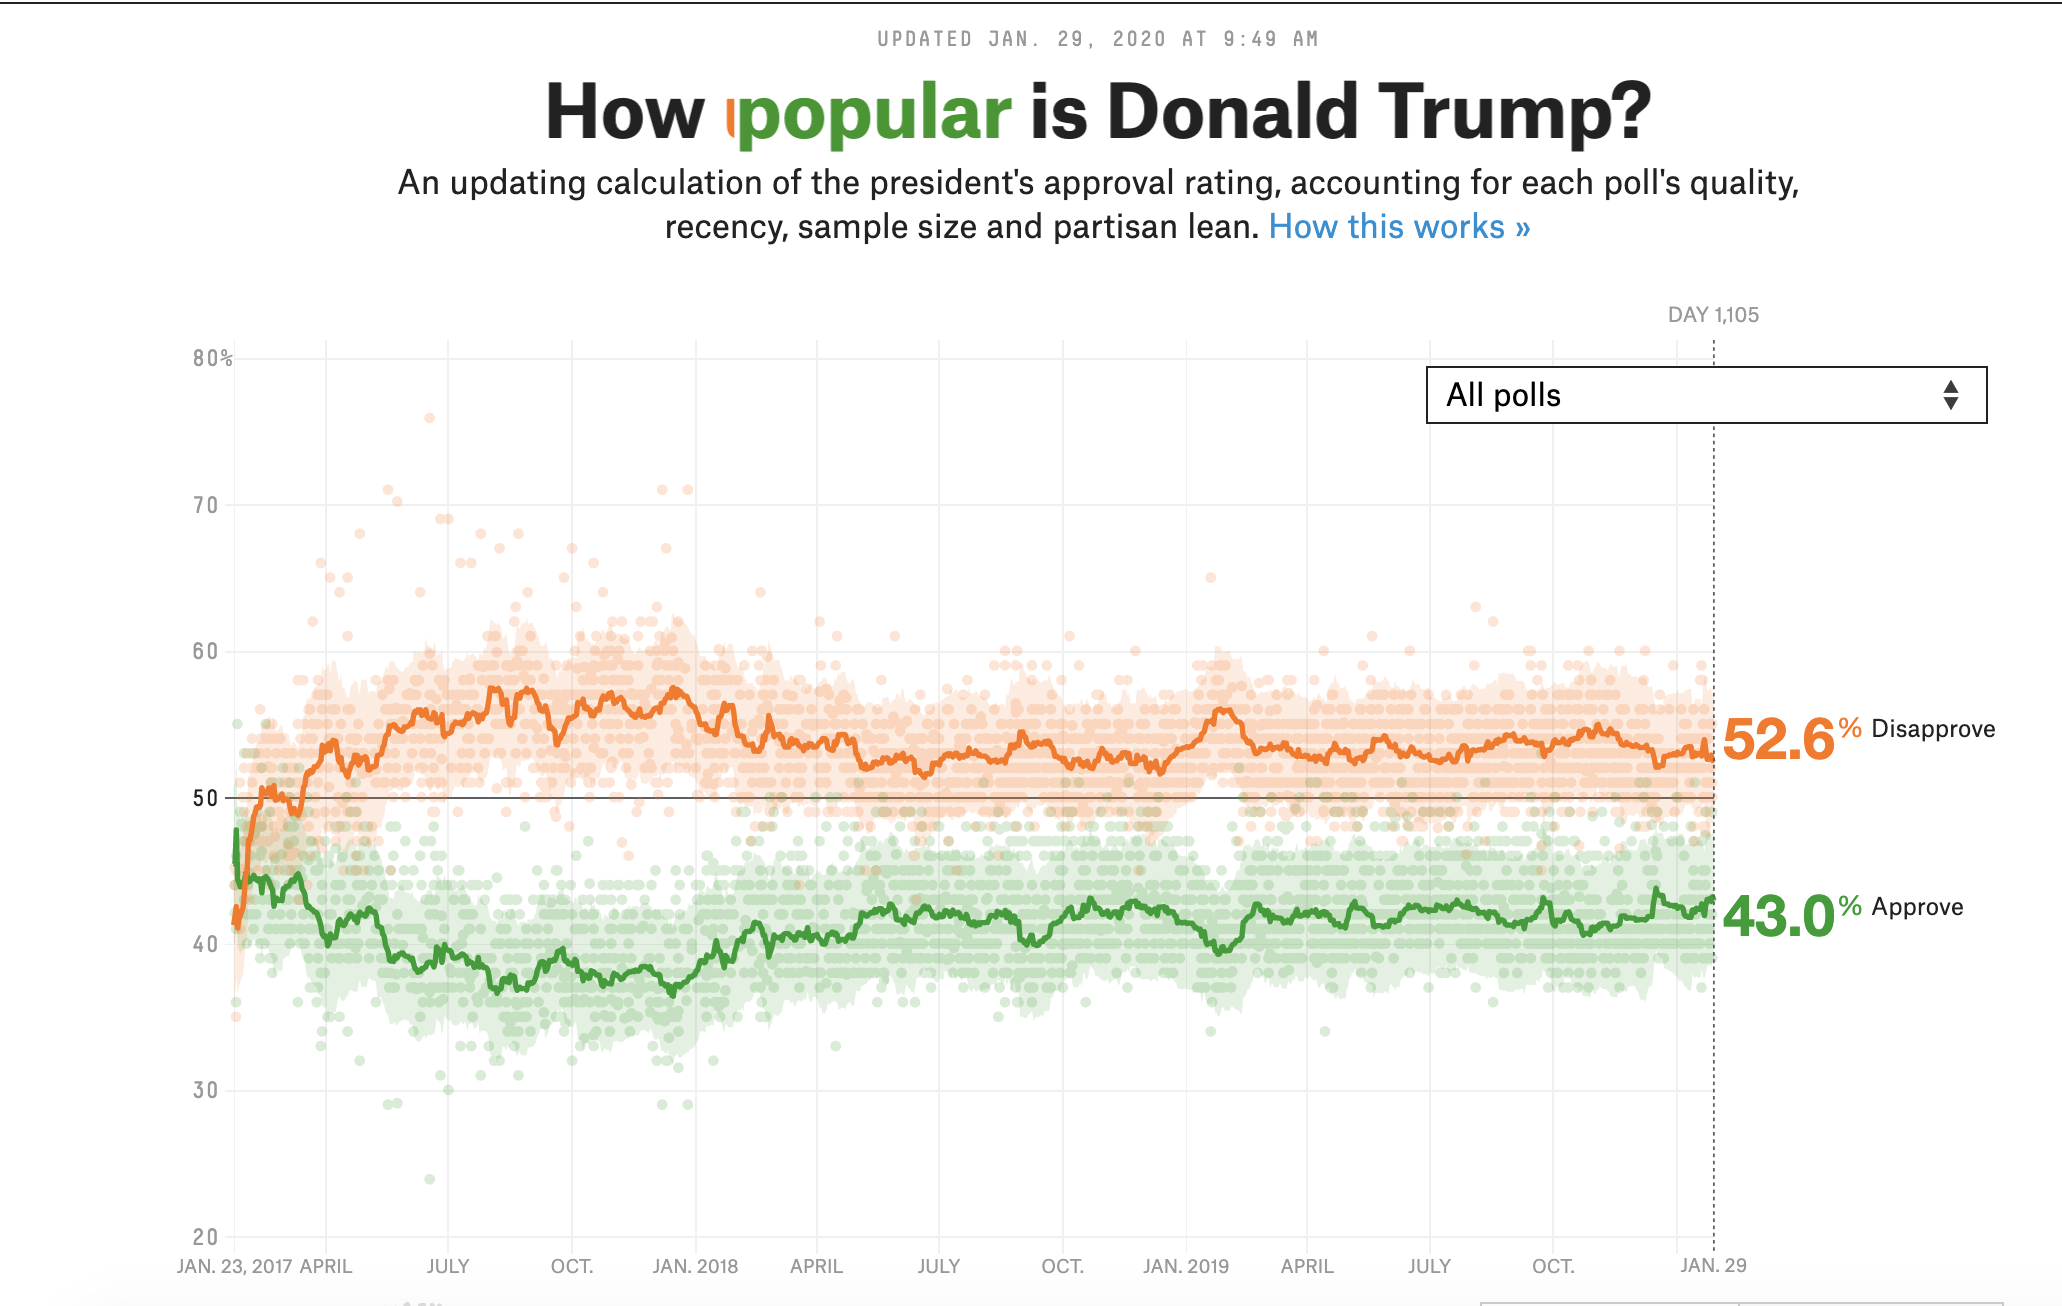 UPDATED JAN. 29, 2020 AT 9:49 AM
How popular is Donald Trump?
An updating calculation of the president's approval rating, accounting for each poll's quality,
recency, sample size and partisan lean. How this works »
DAY 1,105
80%
All polls
70
60
52.6% Disapprove
50
43.0% Approve
40
30
20
JAN. 23, 2017 APRIL JULY OCT. JAN. 2018 APRIL JULY OCT. JAN. 2019 APRIL JULY OCT. JAN. 29